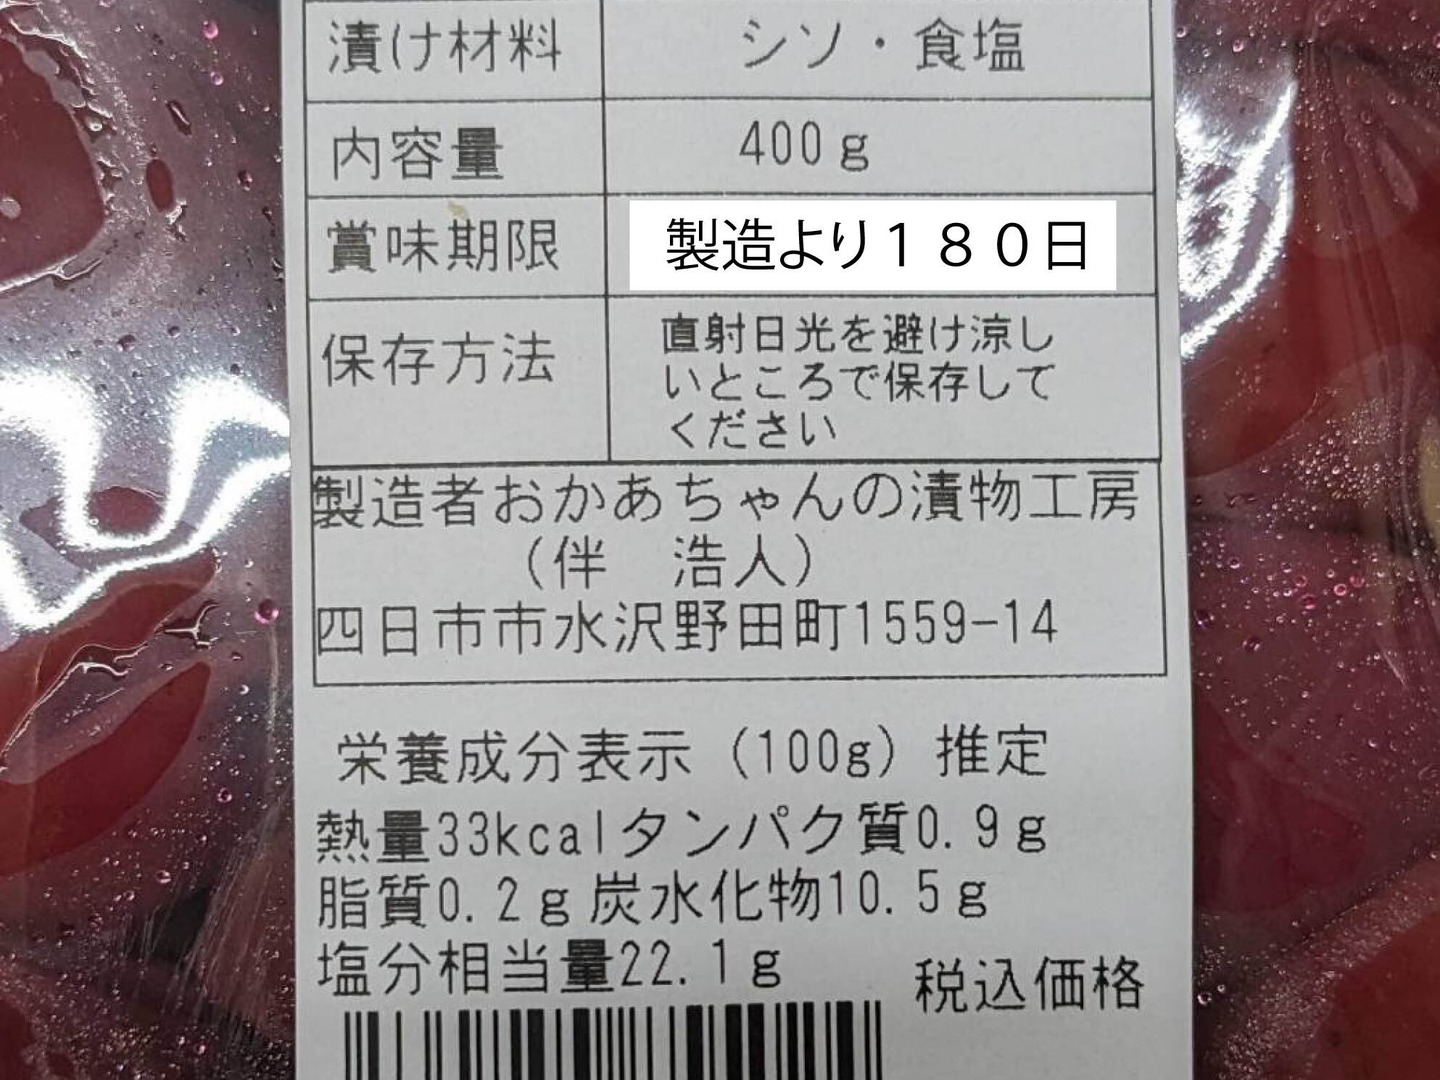 漬け材料 シソ・食塩
内容量 400g
賞味期限 製造より180日
保存方法 直射日光を避け涼し
いところで保存して
ください
製造者おかあちゃんの漬物工房
(伴　浩人)
四日市市水沢野田町1559-14
栄養成分表示(100g)推定
熱量33kcalタンパク質0.9g
脂質0.2g炭水化物10.5g
塩分相当量22.1g
税込価格